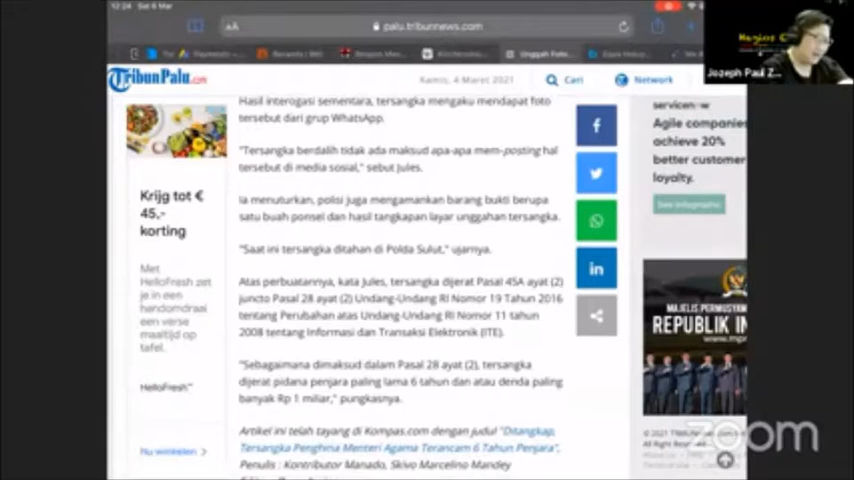 12:24 Sat 6 Mar
AA
palu.tribunnews.com
TribunPalu.com
Kamis, 4 Maret 2021
Cari
Network
Jozeph Paul Z...
Hasil interogasi sementara, tersangka mengaku mendapat foto
tersebut dari grup WhatsApp.
"Tersangka berdalih tidak ada maksud apa-apa mem-posting hal
tersebut di media sosial," sebut Jules.
Ia menuturkan, polisi juga mengamankan barang bukti berupa
satu buah ponsel dan hasil tangkapan layar unggahan tersangka.
"Saat ini tersangka ditahan di Polda Sulut," ujarnya.
Atas perbuatannya, kata Jules, tersangka dijerat Pasal 45A ayat (2)
juncto Pasal 28 ayat (2) Undang-Undang RI Nomor 19 Tahun 2016
tentang Perubahan atas Undang-Undang RI Nomor 11 tahun
2008 tentang Informasi dan Transaksi Elektronik (ITE).
"Sebagaimana dimaksud dalam Pasal 28 ayat (2), tersangka
dijerat pidana penjara paling lama 6 tahun dan atau denda paling
banyak Rp 1 miliar," pungkasnya.
Artikel ini telah tayang di Kompas.com dengan judul "Ditangkap,
Tersangka Penghina Menteri Agama Terancam 6 Tahun Penjara",
Penulis : Kontributor Manado, Skivo Marcelino Mandey
Krijg tot €
45,-
korting
Met
HelloFresh zet
je in een
handomdraai
een verse
maaltijd op
tafel.
HelloFresh
Nu winkelen
Agile companies
achieve 20%
better customer
loyalty.
See infographic
MAJELIS PERMUSYAW
REPUBLIK IN
zoom